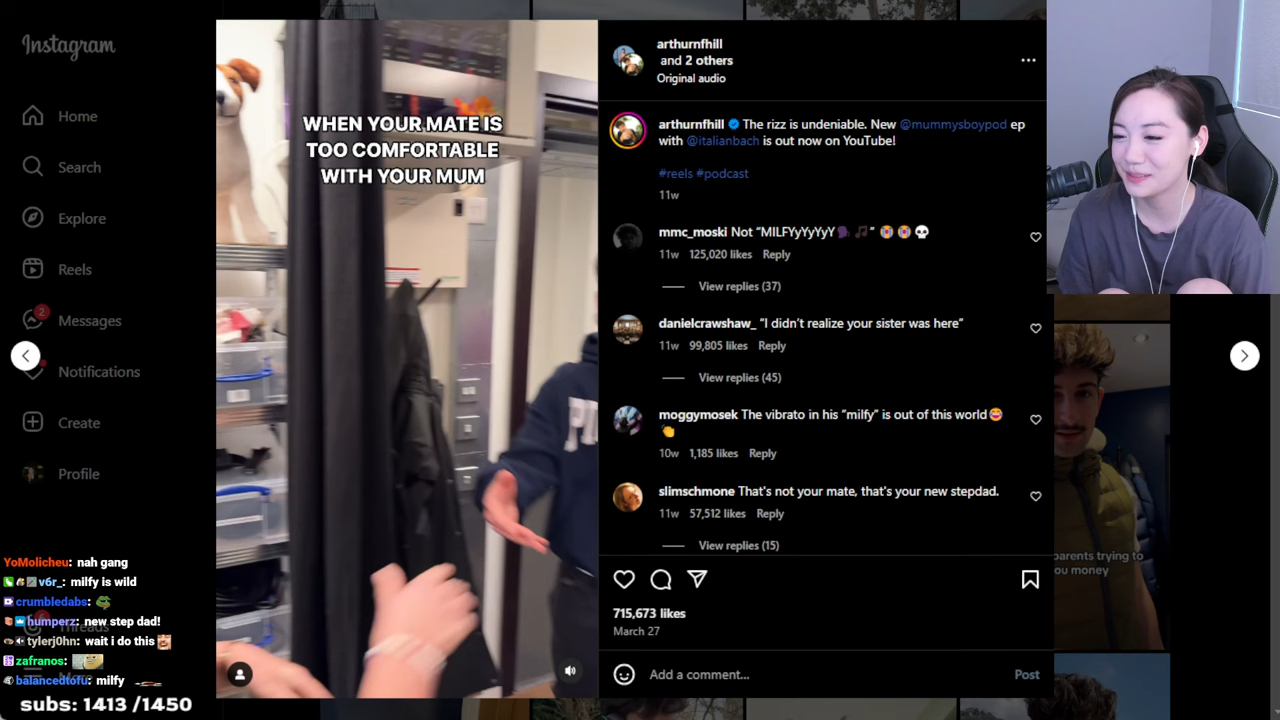 Instagram
Home
Search
Explore
Reels
2
Messages
Notifications
Create
Profile
Threads
YoMolicheu: nah gang
v6r_: milfy is wild
crumbledabs:
humperz: new step dad!
tylerj0hn: wait i do this
zafranos:
balancedtofu: milfy
subs: 1413 /1450
WHEN YOUR MATE IS
TOO COMFORTABLE
WITH YOUR MUM
arthurnfhill
and 2 others
Original audio
arthurnfhill The rizz is undeniable. New @mummysboypod ep
with @italianbach is out now on YouTube!
#reels #podcast
11w
mmc_moski Not “MILFYyYyYyY🗣🎵” 😭😭💀
11w 125,020 likes Reply
View replies (37)
danielcrawshaw_ “I didn’t realize your sister was here”
11w 99,805 likes Reply
View replies (45)
moggymosek The vibrato in his “milfy” is out of this world😂
👏
10w 1,185 likes Reply
slimschmone That's not your mate, that's your new stepdad.
11w 57,512 likes Reply
View replies (15)
715,673 likes
March 27
Add a comment...
Post
parents trying to
ou money